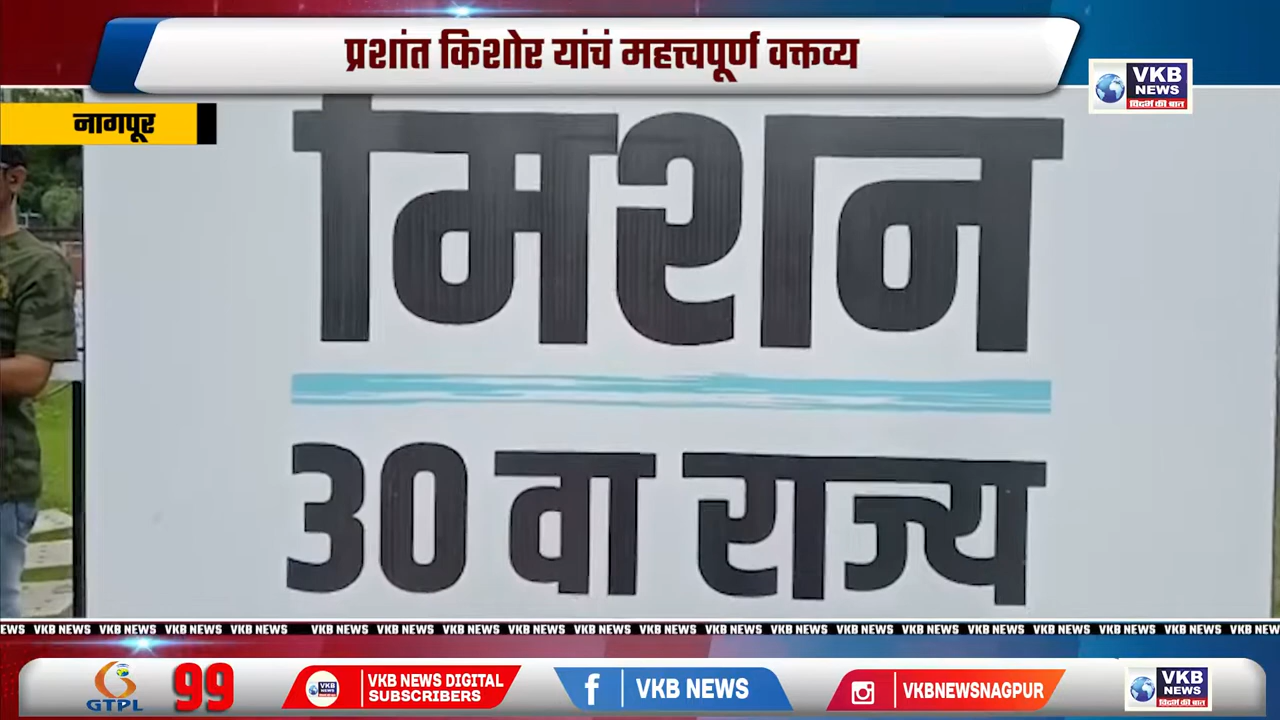 प्रशांत किशोर यांचं महत्त्वपूर्ण वक्तव्य
VKB
NEWS
विदर्भ की बात
नागपूर
मिशन
30 वा राज्य
EWS VKB NEWS VKB NEWS VKB NEWS VKB NEWS VKB NEWS VKB NEWS VKB NEWS VKB NEWS VKB NEWS VKB NEWS VKB NEWS VKB NEWS VKB NEWS VKB NEWS VKB NEWS VKB NEWS VKB NEWS VKB NEW
GTPL
99
VKB
NEWS
VKB NEWS DIGITAL
SUBSCRIBERS
f VKB NEWS
VKBNEWSNAGPUR
VKB
NEWS
विदर्भ की बात